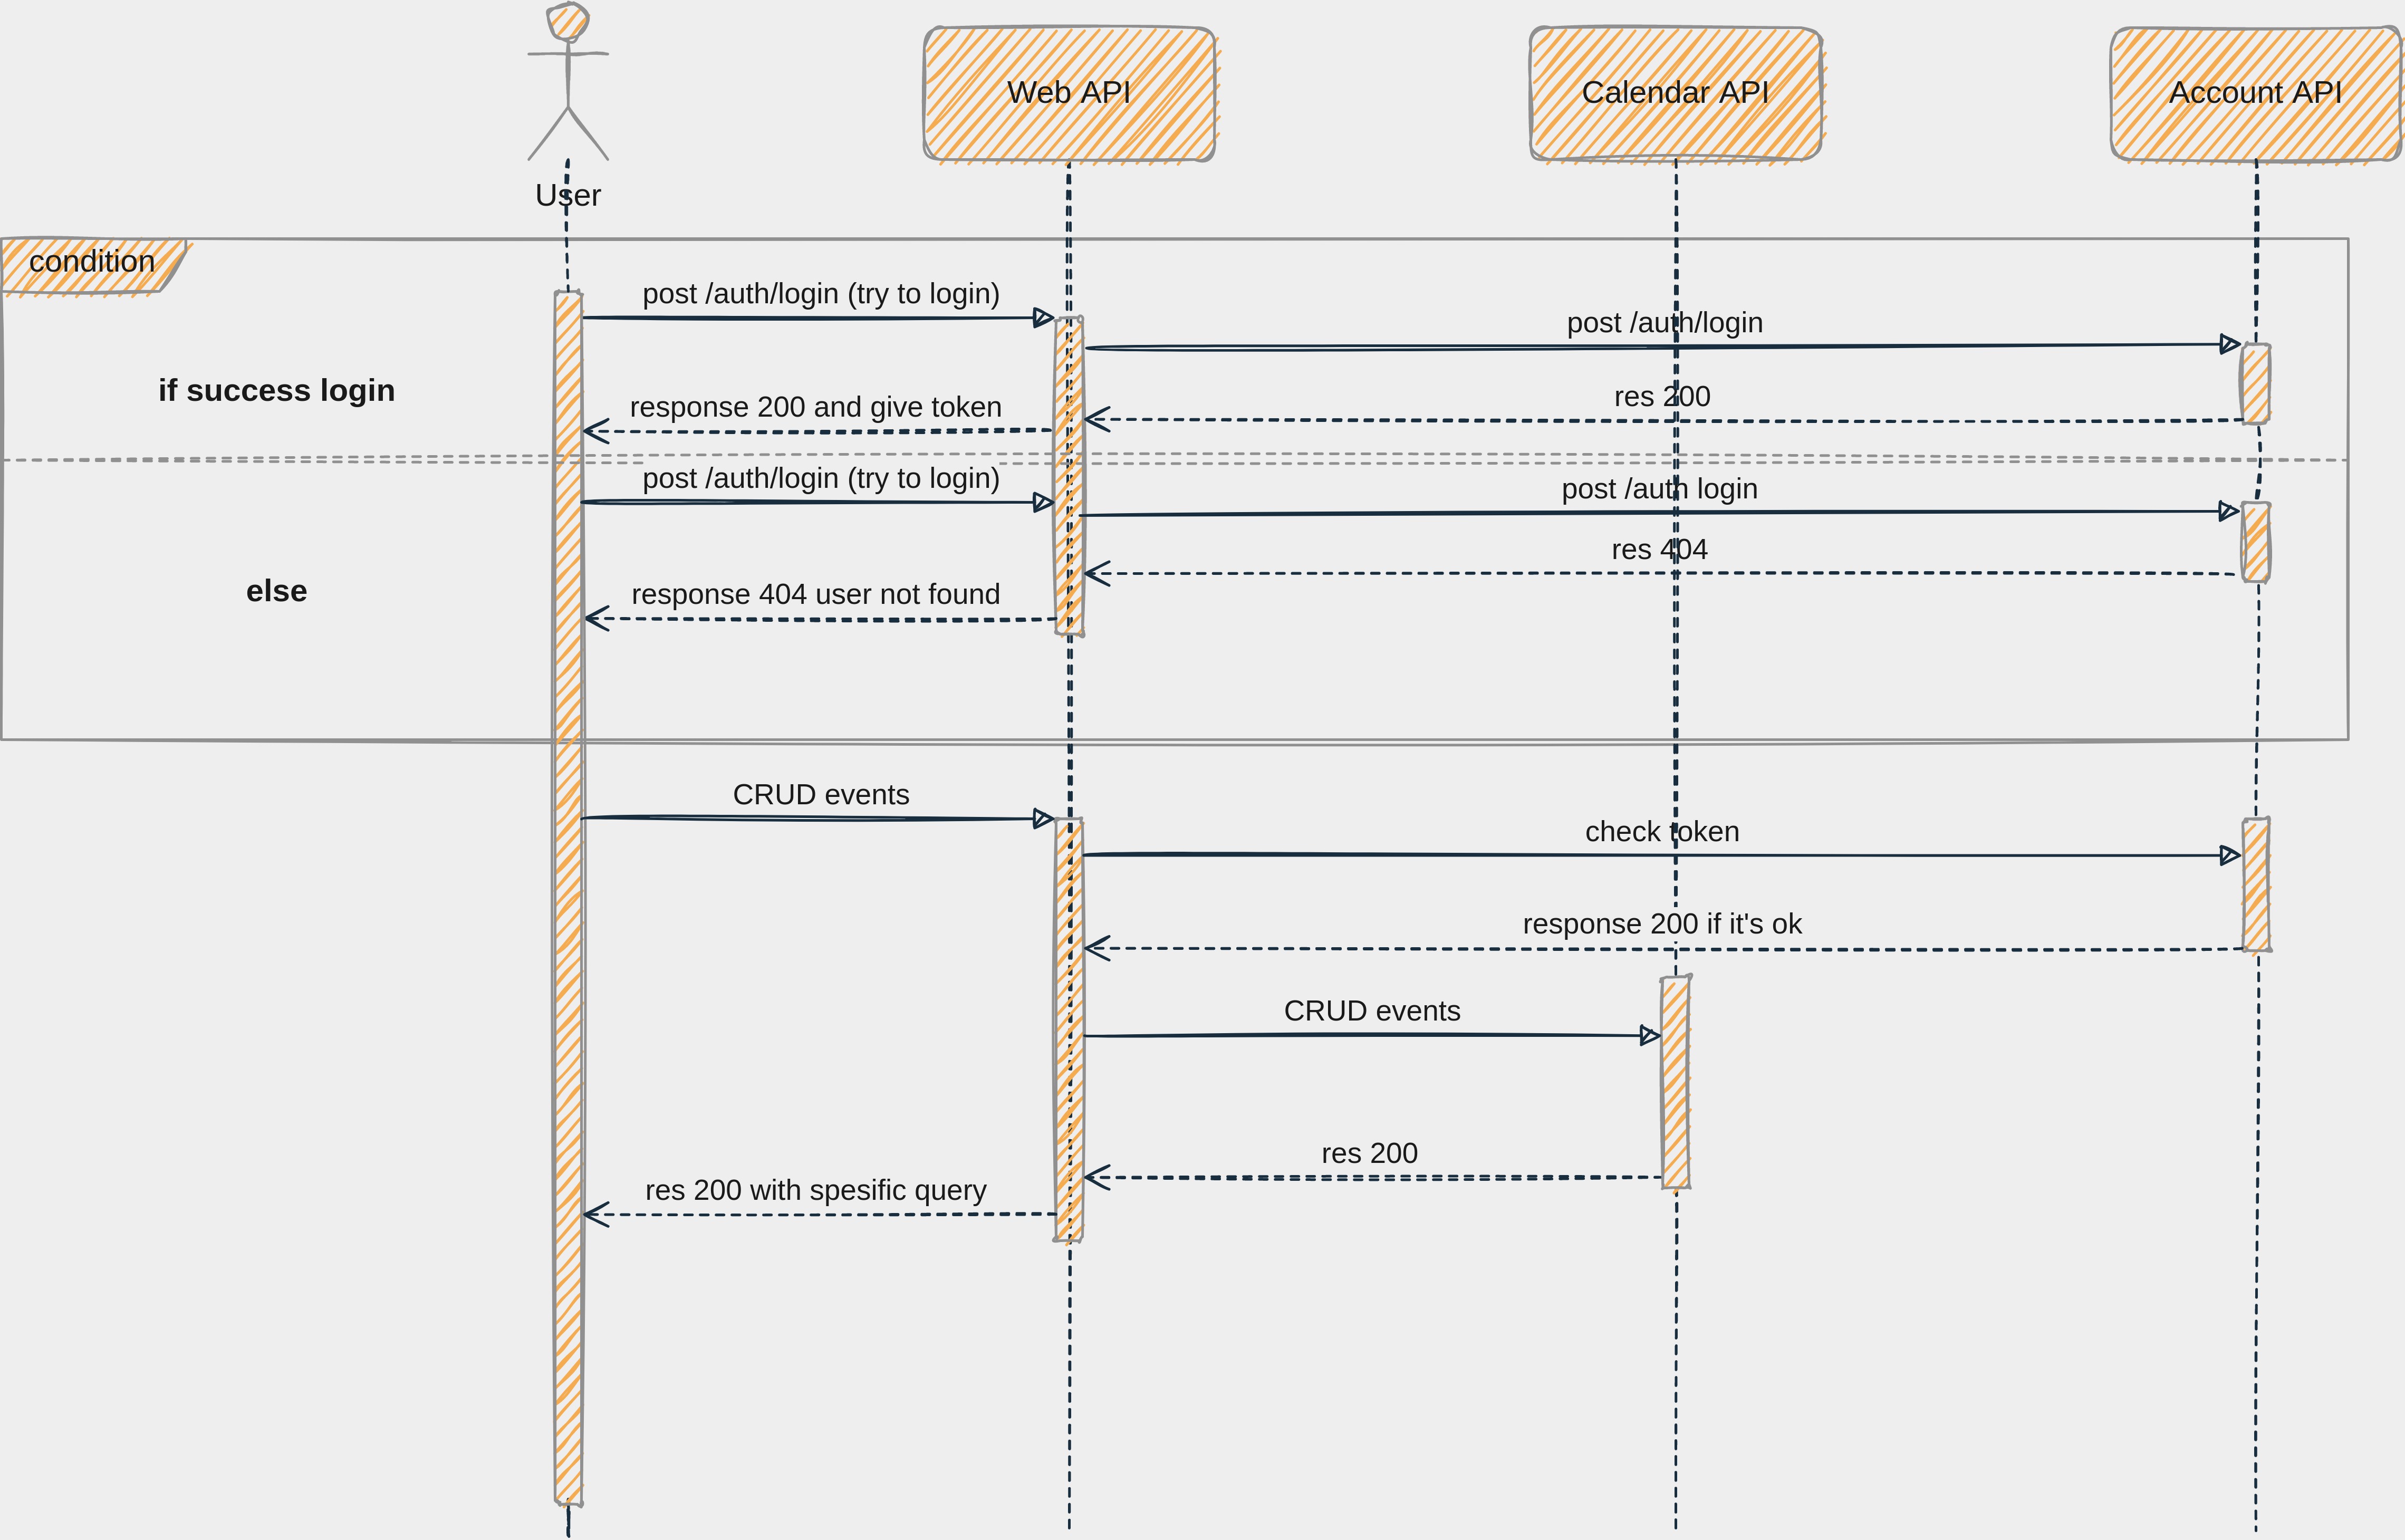 Web API
Calendar API
Account API
User
condition
post /auth/login (try to login)
post /auth/login
if success login
res 200
response 200 and give token
post /auth/login (try to login)
post /auth login
res 404
else
response 404 user not found
CRUD events
check token
response 200 if it's ok
CRUD events
res 200
res 200 with spesific query